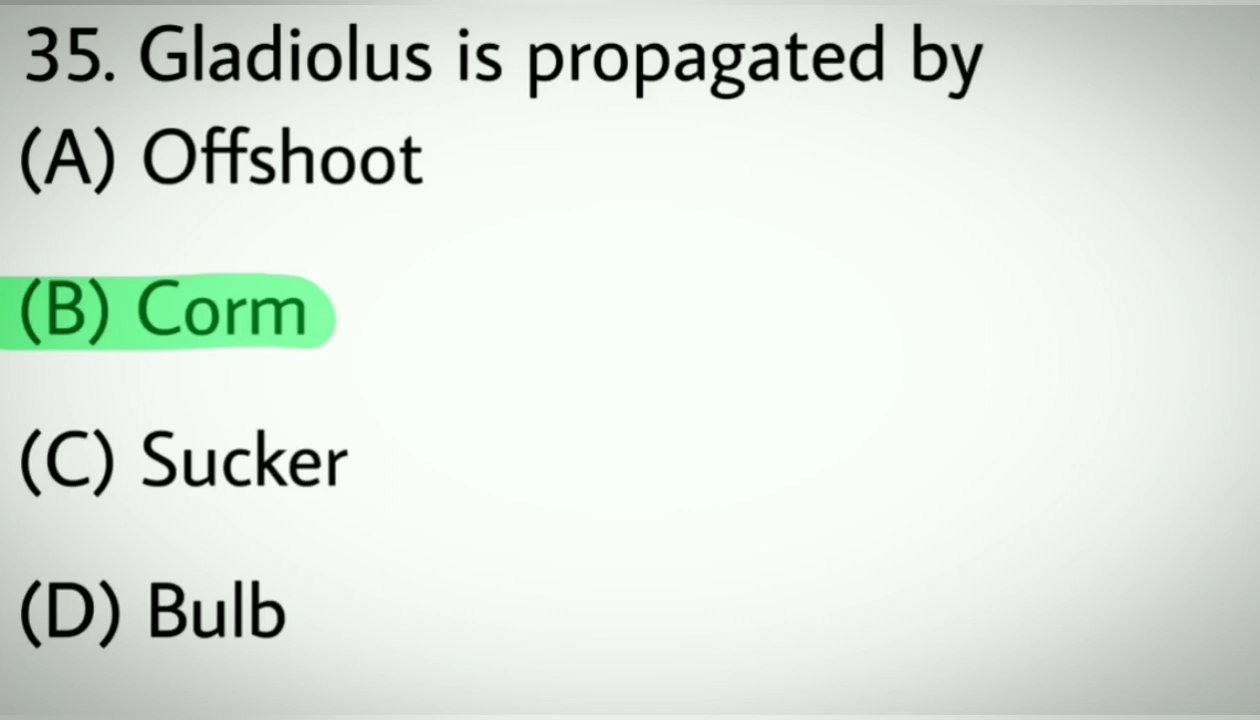 35. Gladiolus is propagated by
(A) Offshoot
(B) Corm
(C) Sucker
(D) Bulb